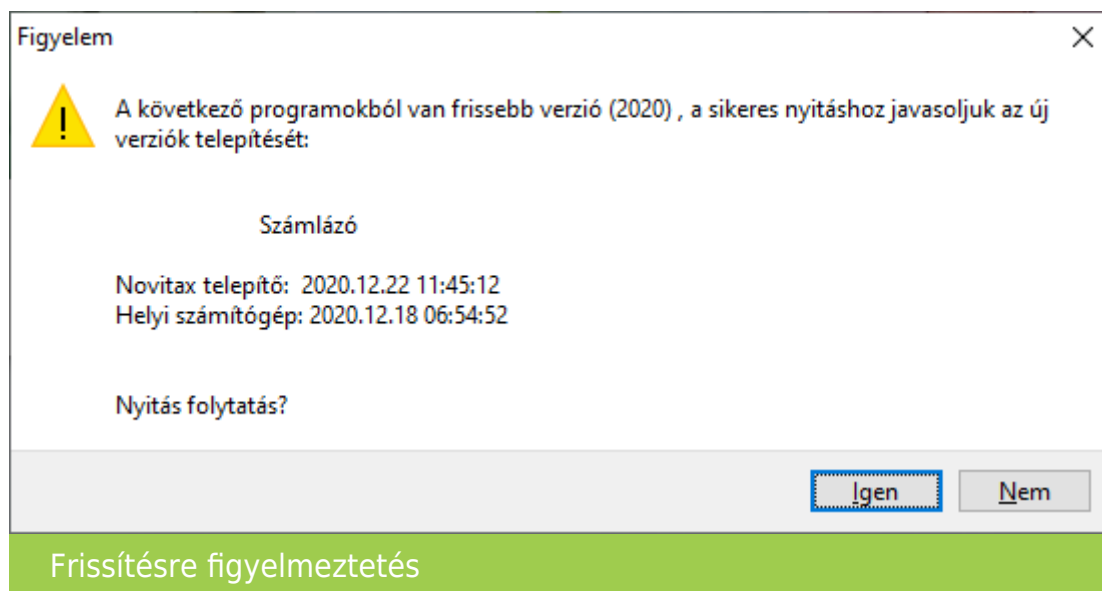 Figyelem
A következő programokból van frissebb verzió (2020) , a sikeres nyitáshoz javasoljuk az új
verziók telepítését:
Számlázó
Novitax telepítő:  2020.12.22 11:45:12
Helyi számítógép: 2020.12.18 06:54:52
Nyitás folytatás?
Igen
Nem
Frissítésre figyelmeztetés